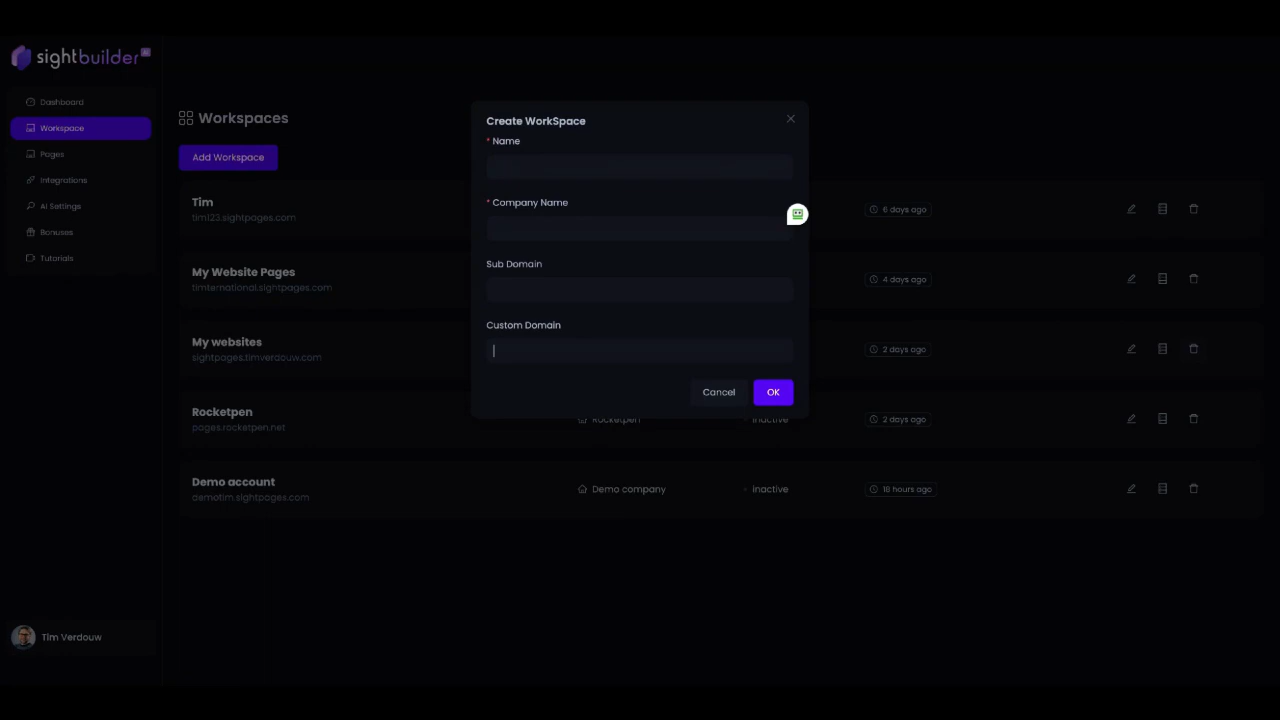 sightbuilder AI
Dashboard
Workspace
Pages
Integrations
AI Settings
Bonuses
Tutorials
Tim Verdouw
Workspaces
Add Workspace
Tim
tim123.sightpages.com
6 days ago
My Website Pages
timternational.sightpages.com
4 days ago
My websites
sightpages.timverdouw.com
2 days ago
Rocketpen
pages.rocketpen.net
Rocketpen
inactive
2 days ago
Demo account
demotim.sightpages.com
Demo company
inactive
18 hours ago
Create WorkSpace
* Name
* Company Name
Sub Domain
Custom Domain
Cancel
OK